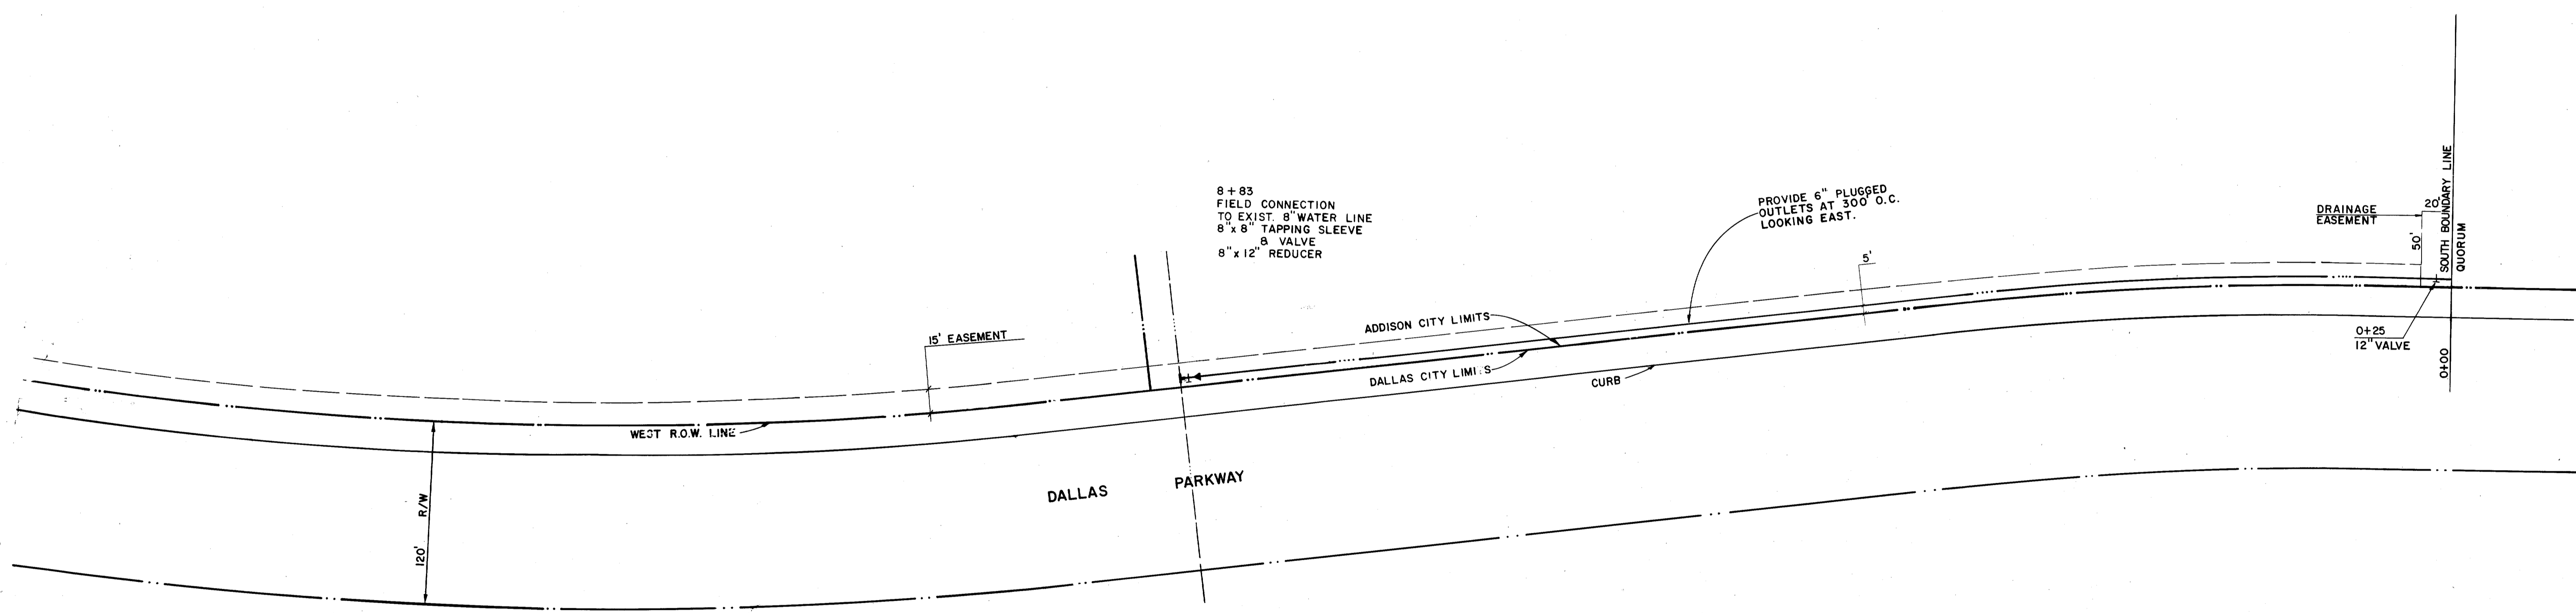 8 + 83
FIELD CONNECTION
TO EXIST. 8" WATER LINE
8" x 8" TAPPING SLEEVE
& VALVE
8" x 12" REDUCER
PROVIDE 6" PLUGGED
OUTLETS AT 300' O.C.
LOOKING EAST.
DRAINAGE
EASEMENT
20'
50'
SOUTH BOUNDARY LINE
QUORUM
5'
15' EASEMENT
ADDISON CITY LIMITS
DALLAS CITY LIMITS
CURB
0+25
12" VALVE
0+00
WEST R.O.W. LINE
120' R/W
DALLAS PARKWAY